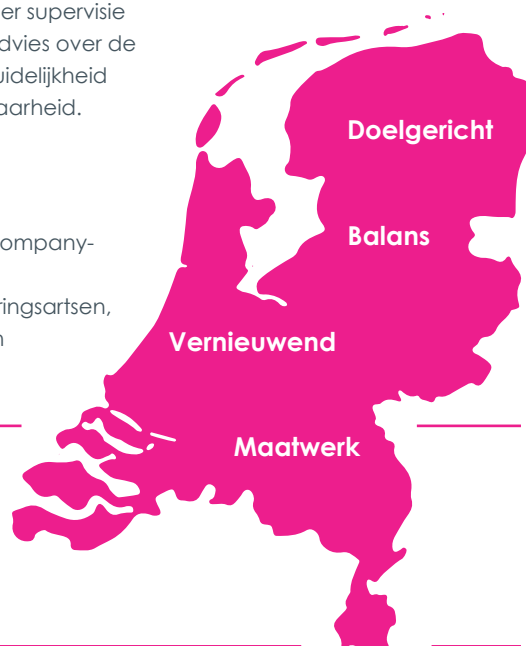 er supervisie
dvies over de
uidelijkheid
aarheid.
ompany-
ringsartsen,
n
Doelgericht
Balans
Vernieuwend
Maatwerk